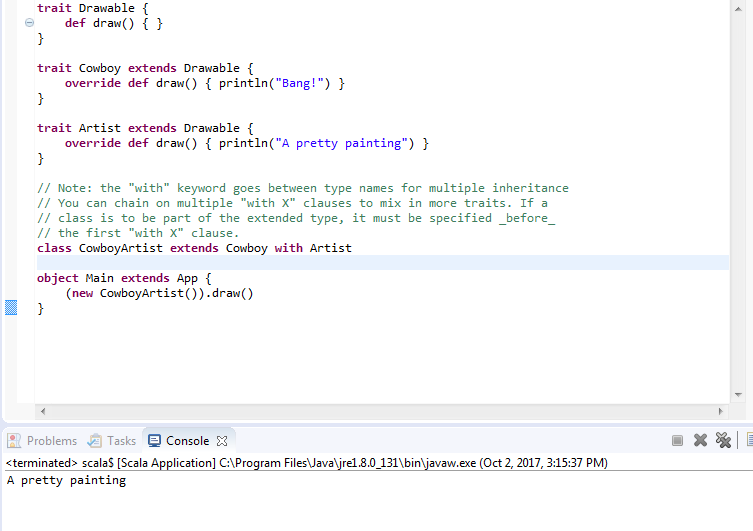 trait Drawable {
    def draw() { }
}
trait Cowboy extends Drawable {
    override def draw() { println("Bang!") }
}
trait Artist extends Drawable {
    override def draw() { println("A pretty painting") }
}
// Note: the "with" keyword goes between type names for multiple inheritance
// You can chain on multiple "with X" clauses to mix in more traits. If a
// class is to be part of the extended type, it must be specified _before_
// the first "with X" clause.
class CowboyArtist extends Cowboy with Artist
object Main extends App {
    (new CowboyArtist()).draw()
}
Problems Tasks Console
<terminated> scala$ [Scala Application] C:\Program Files\Java\jre1.8.0_131\bin\javaw.exe (Oct 2, 2017, 3:15:37 PM)
A pretty painting